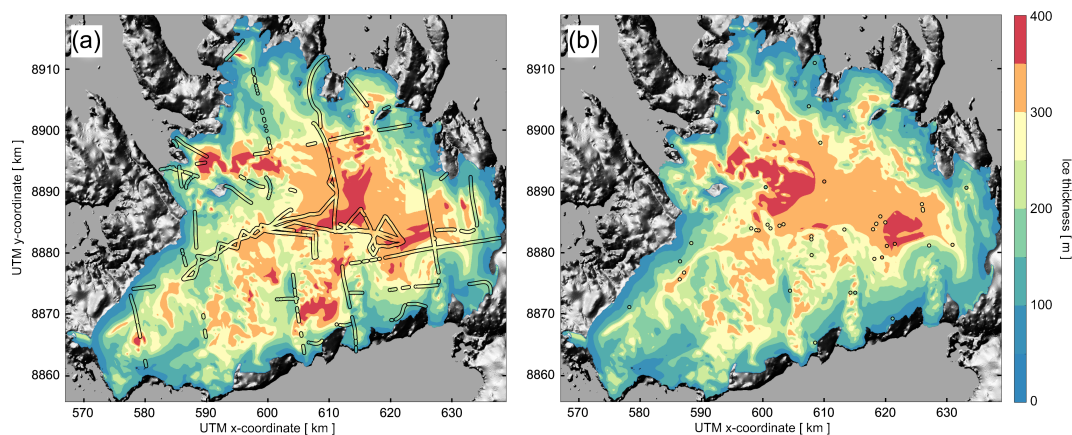 (a)
(b)
400
8910
300
8900
UTM y-coordinate [ km ]
8890
Ice thickness [ m ]
200
8880
8870
100
8860
0
570 580 590 600 610 620 630
570 580 590 600 610 620 630
UTM x-coordinate [ km ]
UTM x-coordinate [ km ]